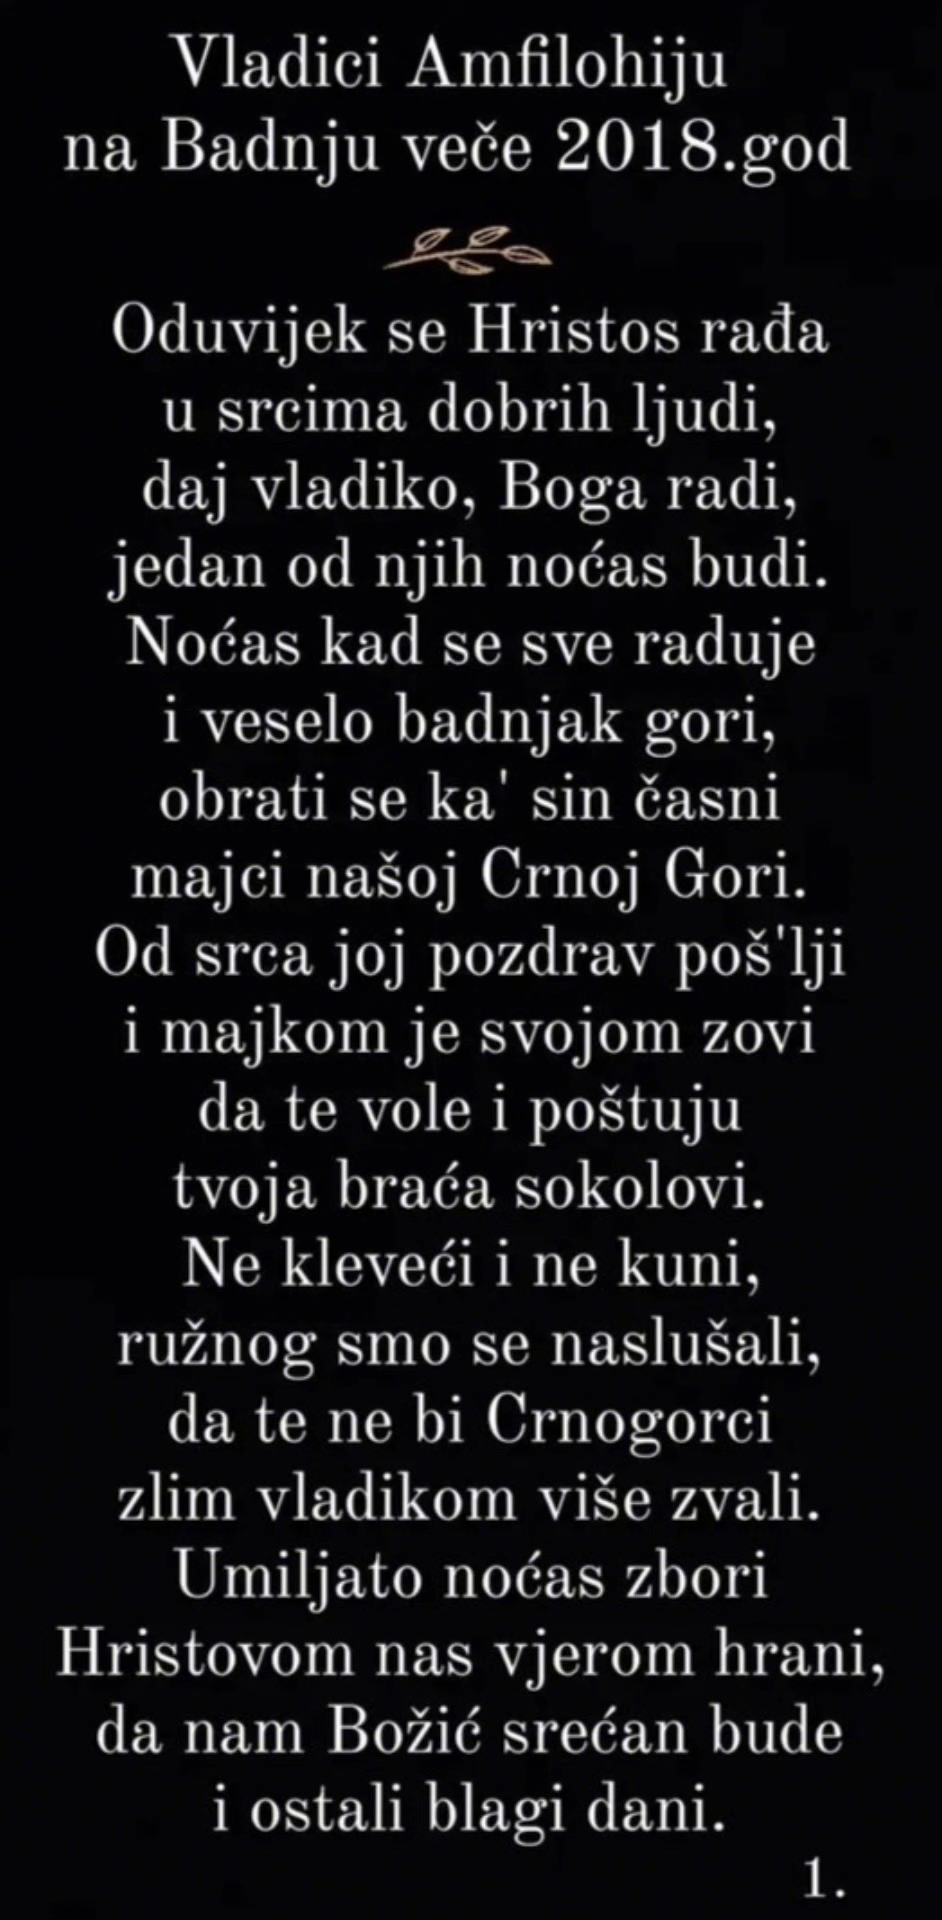 Vladici Amfilohiju
na Badnju veče 2018.god
Oduvijek se Hristos rađa
u srcima dobrih ljudi,
daj vladiko, Boga radi,
jedan od njih noćas budi.
Noćas kad se sve raduje
i veselo badnjak gori,
obrati se ka' sin časni
majci našoj Crnoj Gori.
Od srca joj pozdrav poš'lji
i majkom je svojom zovi
da te vole i poštuju
tvoja braća sokolovi.
Ne kleveći i ne kuni,
ružnog smo se naslušali,
da te ne bi Crnogorci
zlim vladikom više zvali.
Umiljato noćas zbori
Hristovom nas vjerom hrani,
da nam Božić srećan bude
i ostali blagi dani.
1.